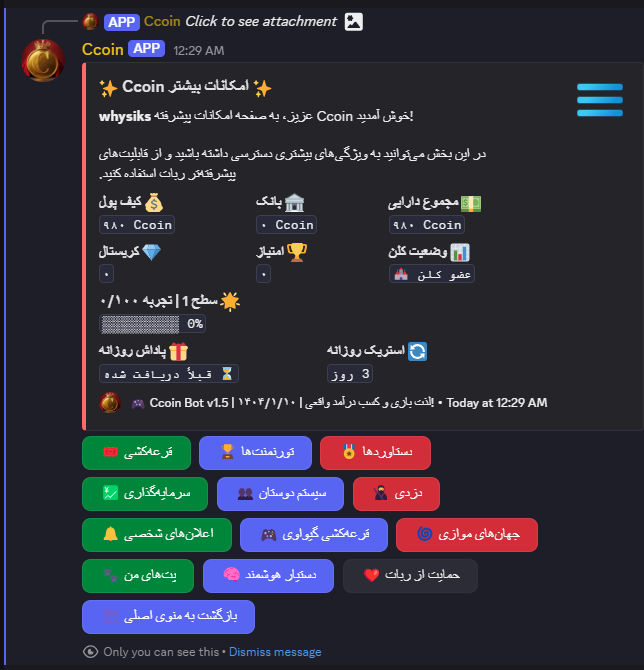 APP Ccoin Click to see attachment
Ccoin APP 12:29 AM
✨ امکانات بیشتر Ccoin ✨
whysiks عزیز، به صفحه امکانات پیشرفته Ccoin خوش آمدید!
در این بخش می‌توانید به ویژگی‌های بیشتری دسترسی داشته باشید و از قابلیت‌های
پیشرفته‌تر ربات استفاده کنید.
💰 کیف پول
۹۸۰ Ccoin
🏛️ بانک
۰ Ccoin
💵 مجموع دارایی
۹۸۰ Ccoin
💎 کریستال
۰
🏆 امتیاز
۰
📊 وضعیت کلن
🏰 عضو کلن
🌟 سطح 1 | تجربه ۰/۱۰۰
▒▒▒▒▒▒▒▒▒▒ 0%
🎁 پاداش روزانه
⏳ قبلاً دریافت شده
🔄 استریک روزانه
3 روز
🎮 Ccoin Bot v1.5 | ۱۴۰۴/۱/۱۰ | لذت بازی و کسب درآمد واقعی! • Today at 12:29 AM
🎟️ قرعه‌کشی
🏆 تورنمنت‌ها
🏅 دستاوردها
💹 سرمایه‌گذاری
👥 سیستم دوستان
🥷 دزدی
🔔 اعلان‌های شخصی
🎮 قرعه‌کشی گیواوی
🌀 جهان‌های موازی
🐾 پت‌های من
🧠 دستیار هوشمند
❤️ حمایت از ربات
بازگشت به منوی اصلی
Only you can see this • Dismiss message